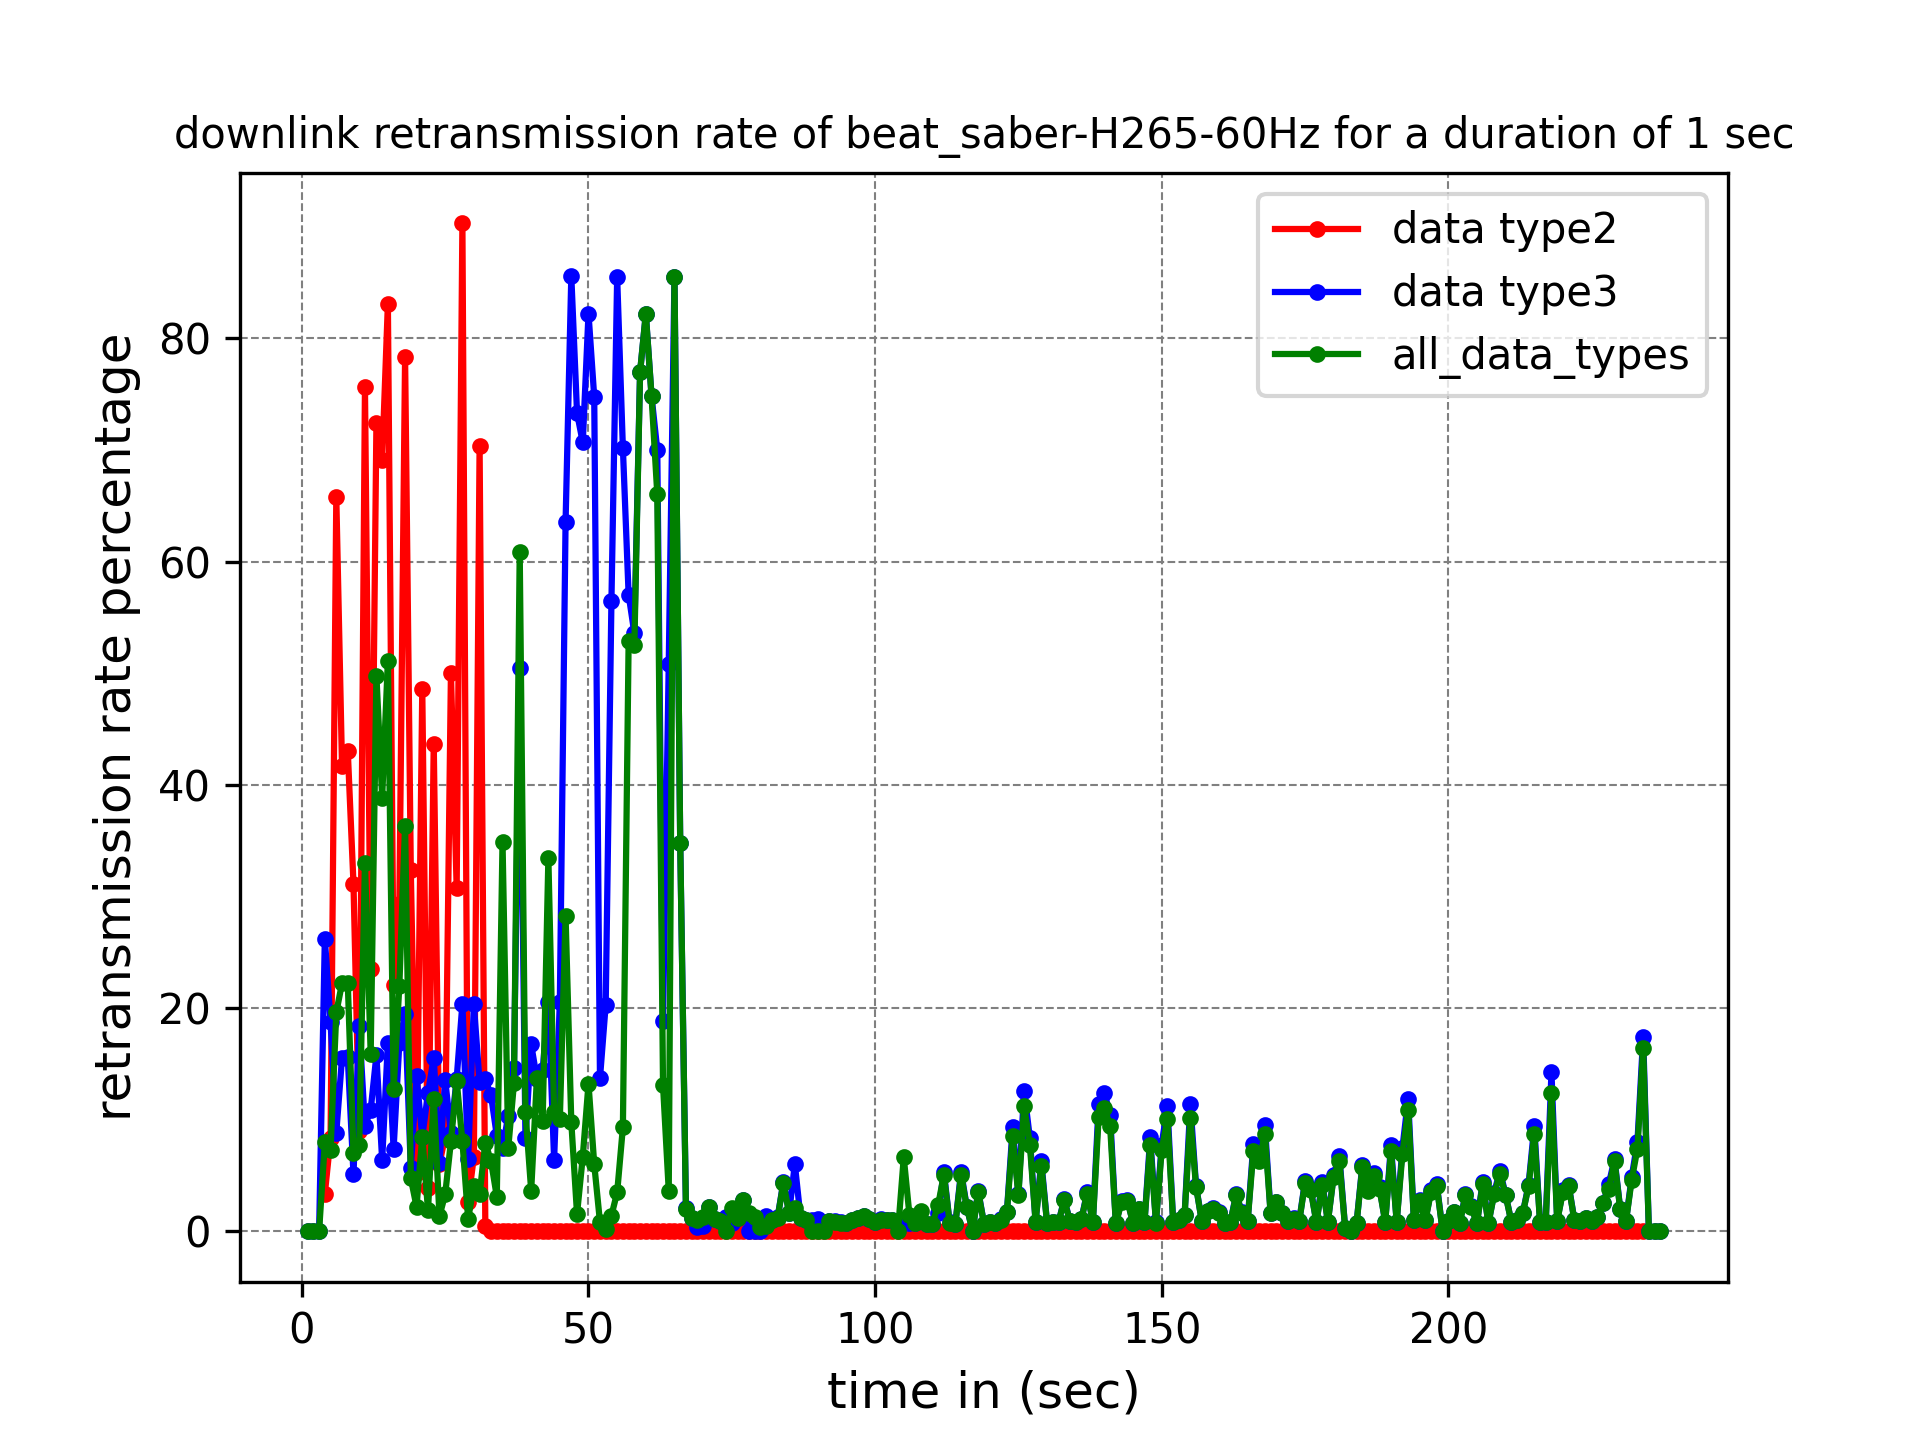 downlink retransmission rate of beat_saber-H265-60Hz for a duration of 1 sec
data type2
data type3
all_data_types
retransmission rate percentage
80
60
40
20
0
0 50 100 150 200
time in (sec)